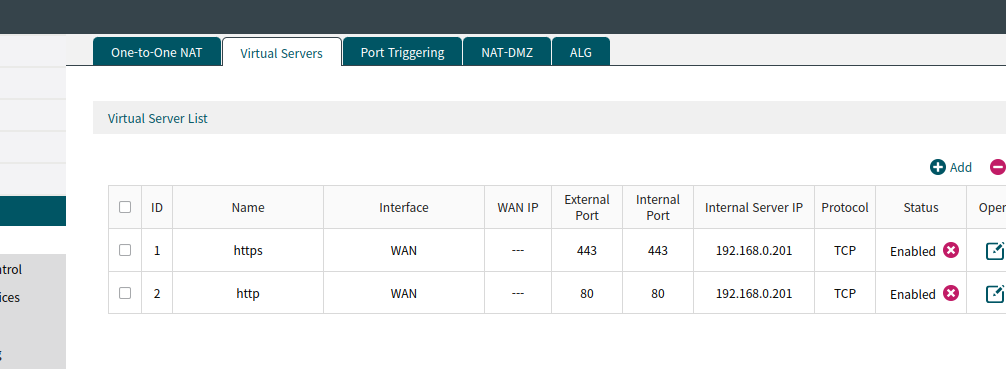 One-to-One NAT Virtual Servers Port Triggering NAT-DMZ ALG
Virtual Server List
Add
ID Name Interface WAN IP External Port Internal Port Internal Server IP Protocol Status Oper
1 https WAN --- 443 443 192.168.0.201 TCP Enabled
2 http WAN --- 80 80 192.168.0.201 TCP Enabled
ntrol
ices